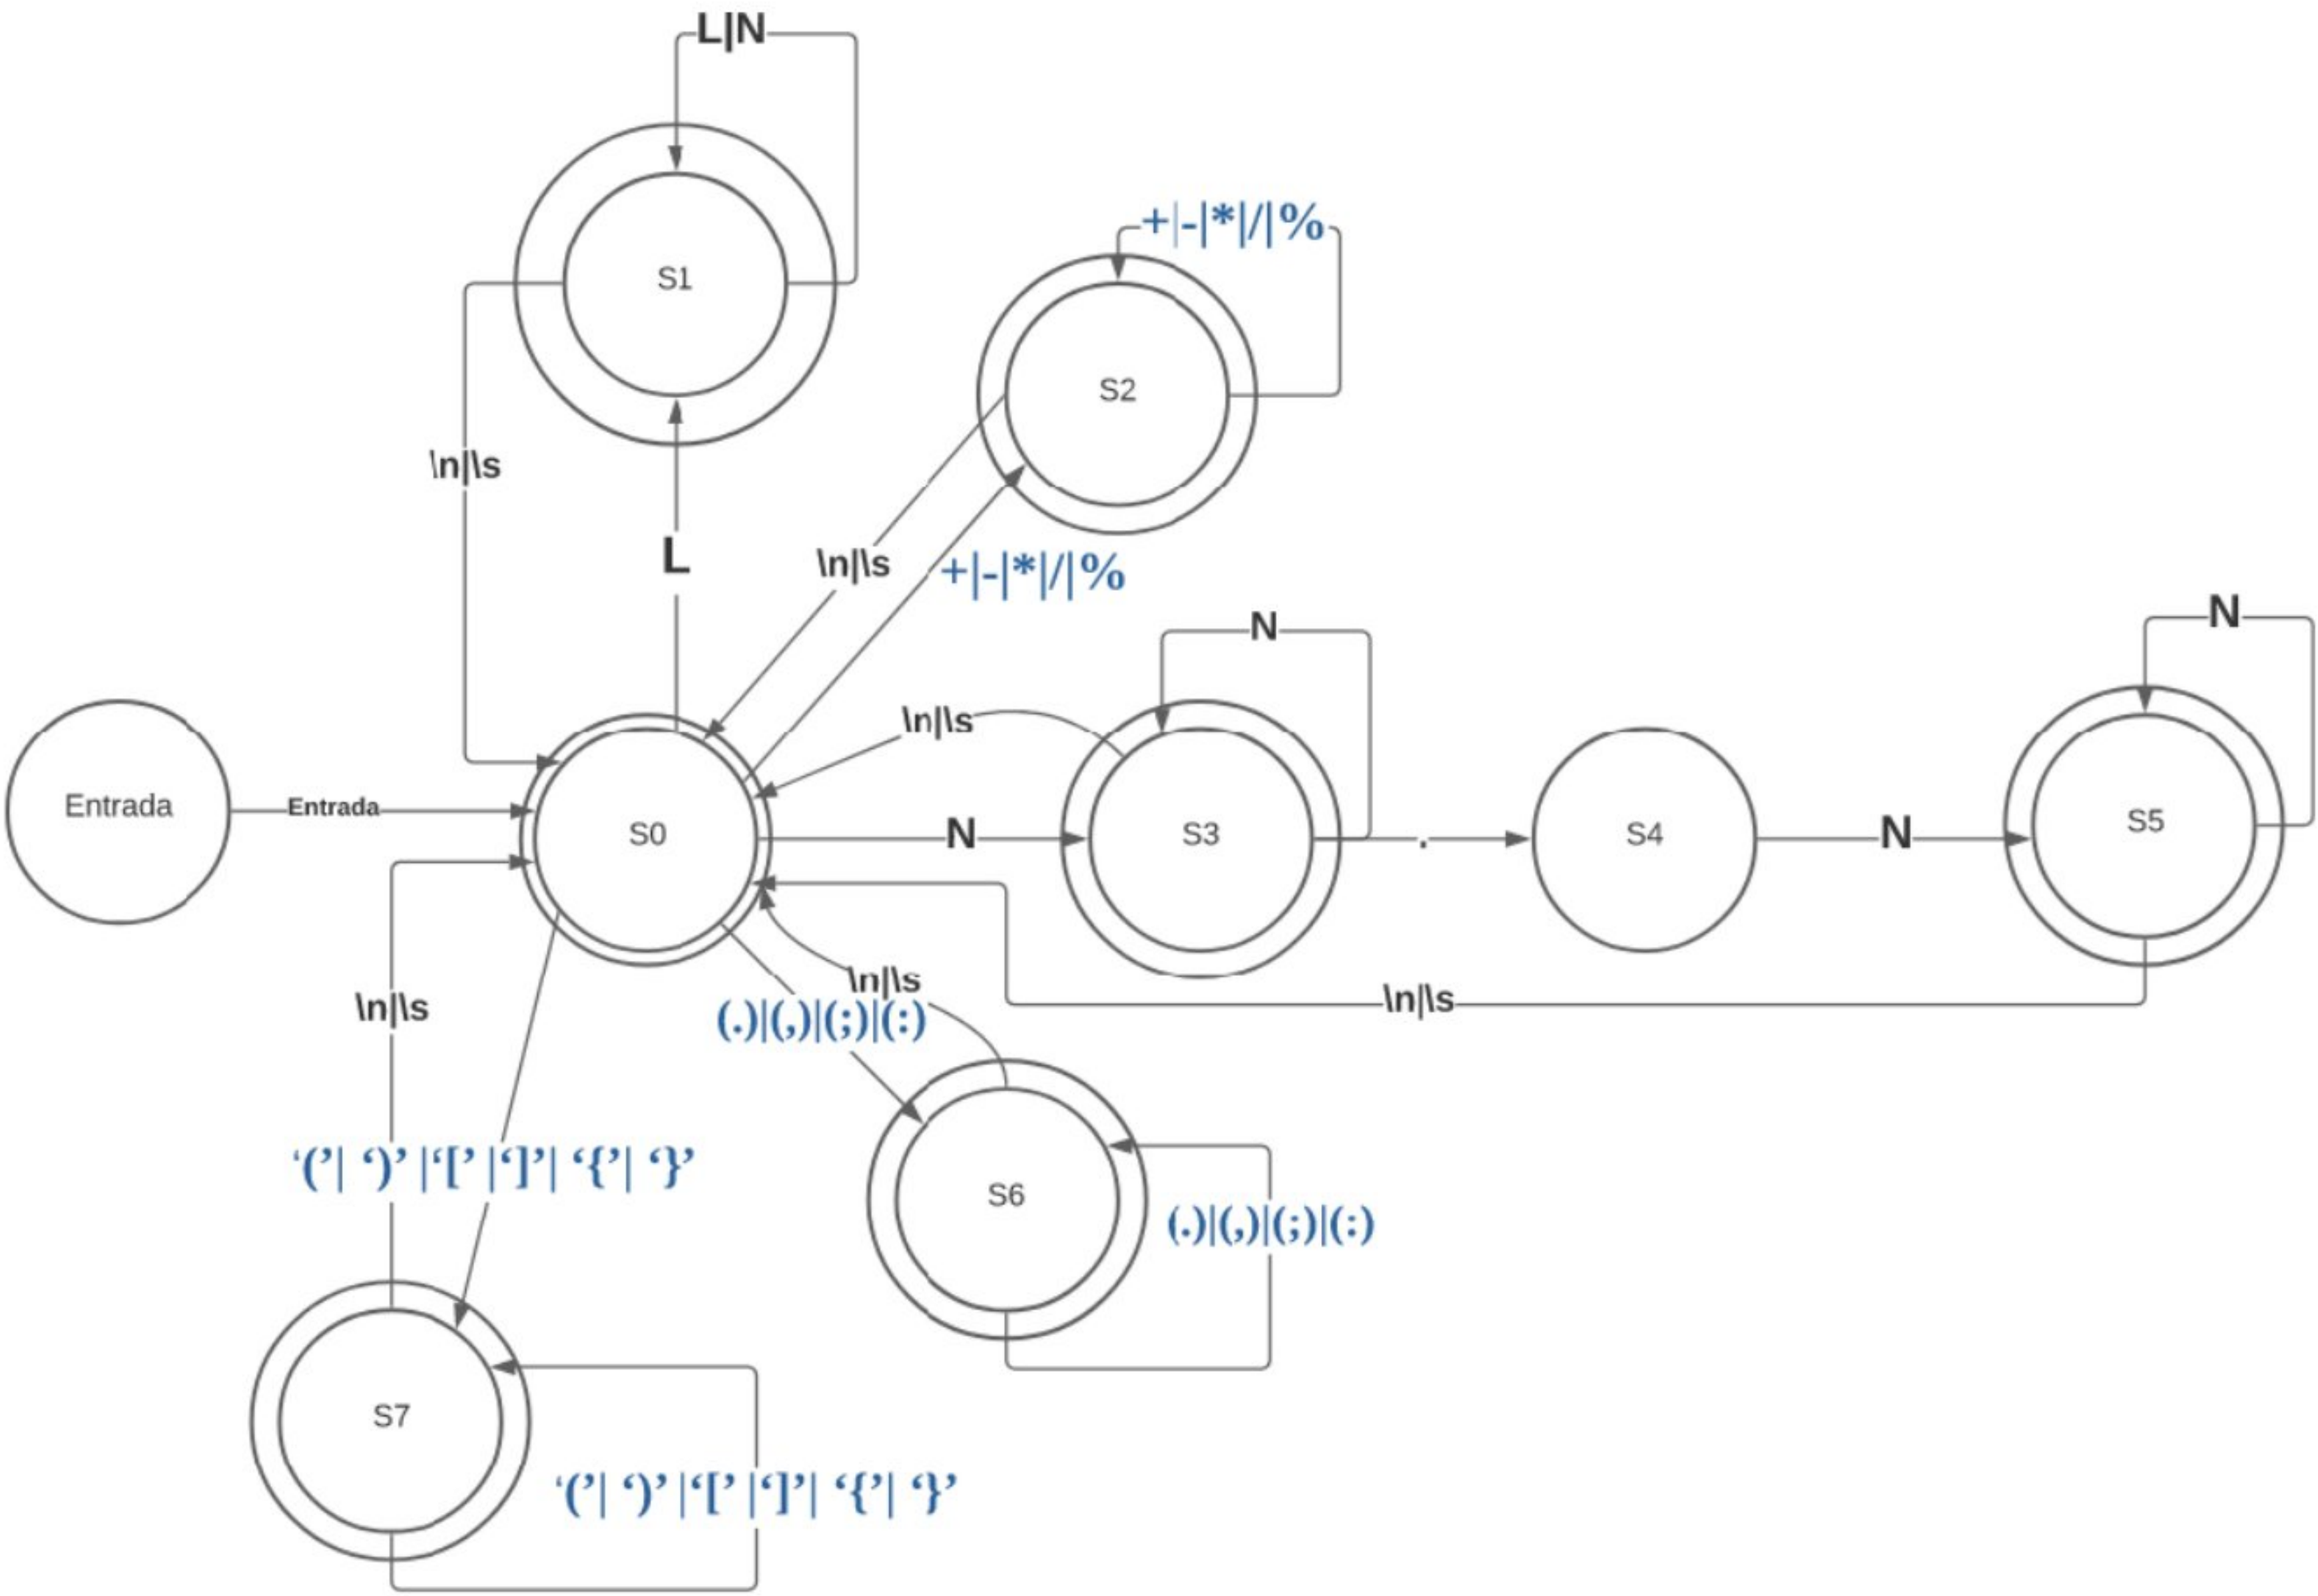 L|N
+|-|*|/|%
S1
S2
\n|\s
L
\n|\s
+|-|*|/|%
N
N
\n|\s
Entrada
Entrada
S0
N
S3
.
S4
N
S5
\n|\s
\n|\s
\n|\s
(.)|(,)|(;)|(:)
‘(’| ‘)’ |‘[’ |‘]’| ‘{’| ‘}’
S6
(.)|(,)|(;)|(:)
S7
‘(’| ‘)’ |‘[’ |‘]’| ‘{’| ‘}’